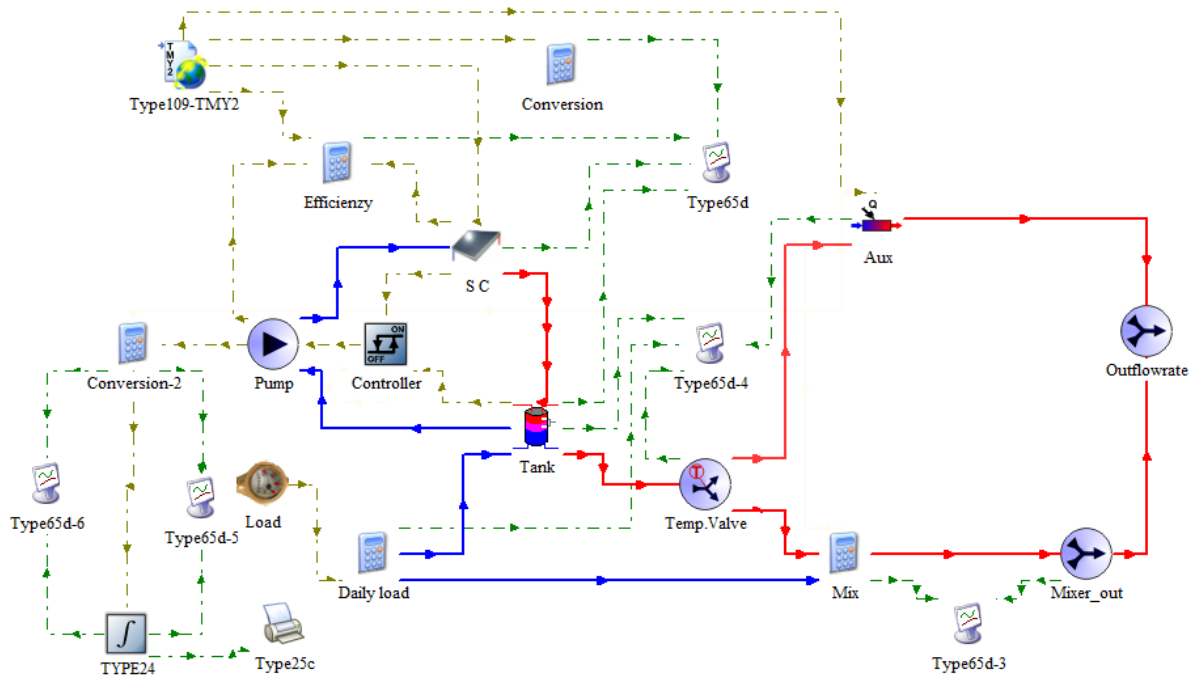 TMY2
Type109-TMY2
Conversion
Efficienzy
Type65d
Q
Aux
S C
ON
OFF
Conversion-2
Pump
Controller
Type65d-4
Outflowrate
Tank
T
Type65d-6
Type65d-5
Load
Temp.Valve
Daily load
Mix
Mixer_out
∫
TYPE24
Type25c
Type65d-3